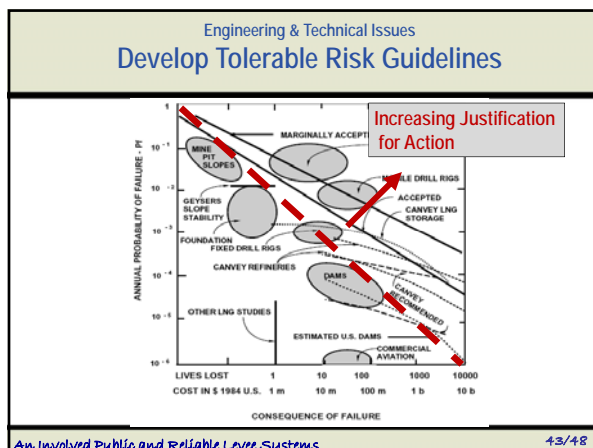 Engineering & Technical Issues
Develop Tolerable Risk Guidelines
Increasing Justification
for Action
ANNUAL PROBABILITY OF FAILURE - Pf
1
10⁻¹
10⁻²
10⁻³
10⁻⁴
10⁻⁵
10⁻⁶
MARGINALLY ACCEPT
MINE
PIT
SLOPES
DRILL RIGS
GEYSERS
SLOPE
STABILITY
ACCEPTED
CANVEY LNG
STORAGE
FOUNDATION
FIXED DRILL RIGS
CANVEY REFINERIES
DAMS
CANVEY
RECOMMENDED
OTHER LNG STUDIES
ESTIMATED U.S. DAMS
COMMERCIAL
AVIATION
LIVES LOST 1 10 100 1000 10000
COST IN $ 1984 U.S. 1 m 10 m 100 m 1 b 10 b
CONSEQUENCE OF FAILURE
An Involved Public and Reliable Levee Systems 43/48